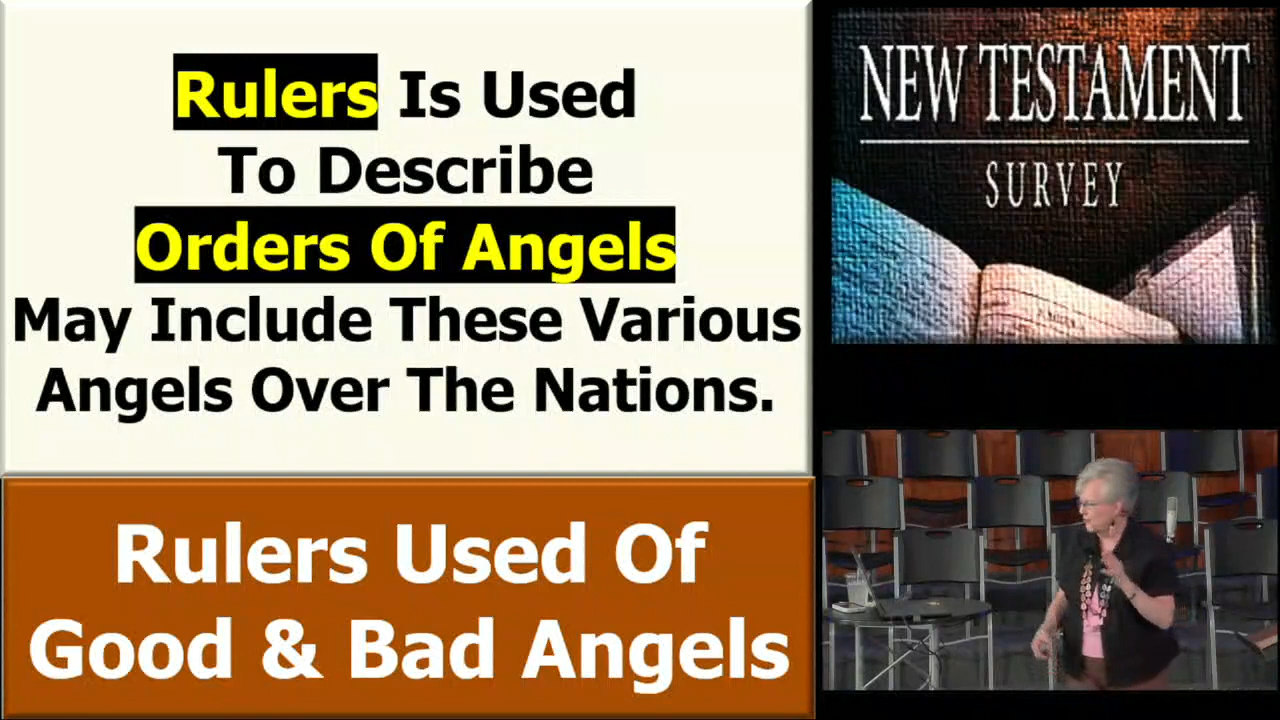 Rulers Is Used
To Describe
Orders Of Angels
May Include These Various
Angels Over The Nations.
Rulers Used Of
Good & Bad Angels
NEW TESTAMENT
SURVEY